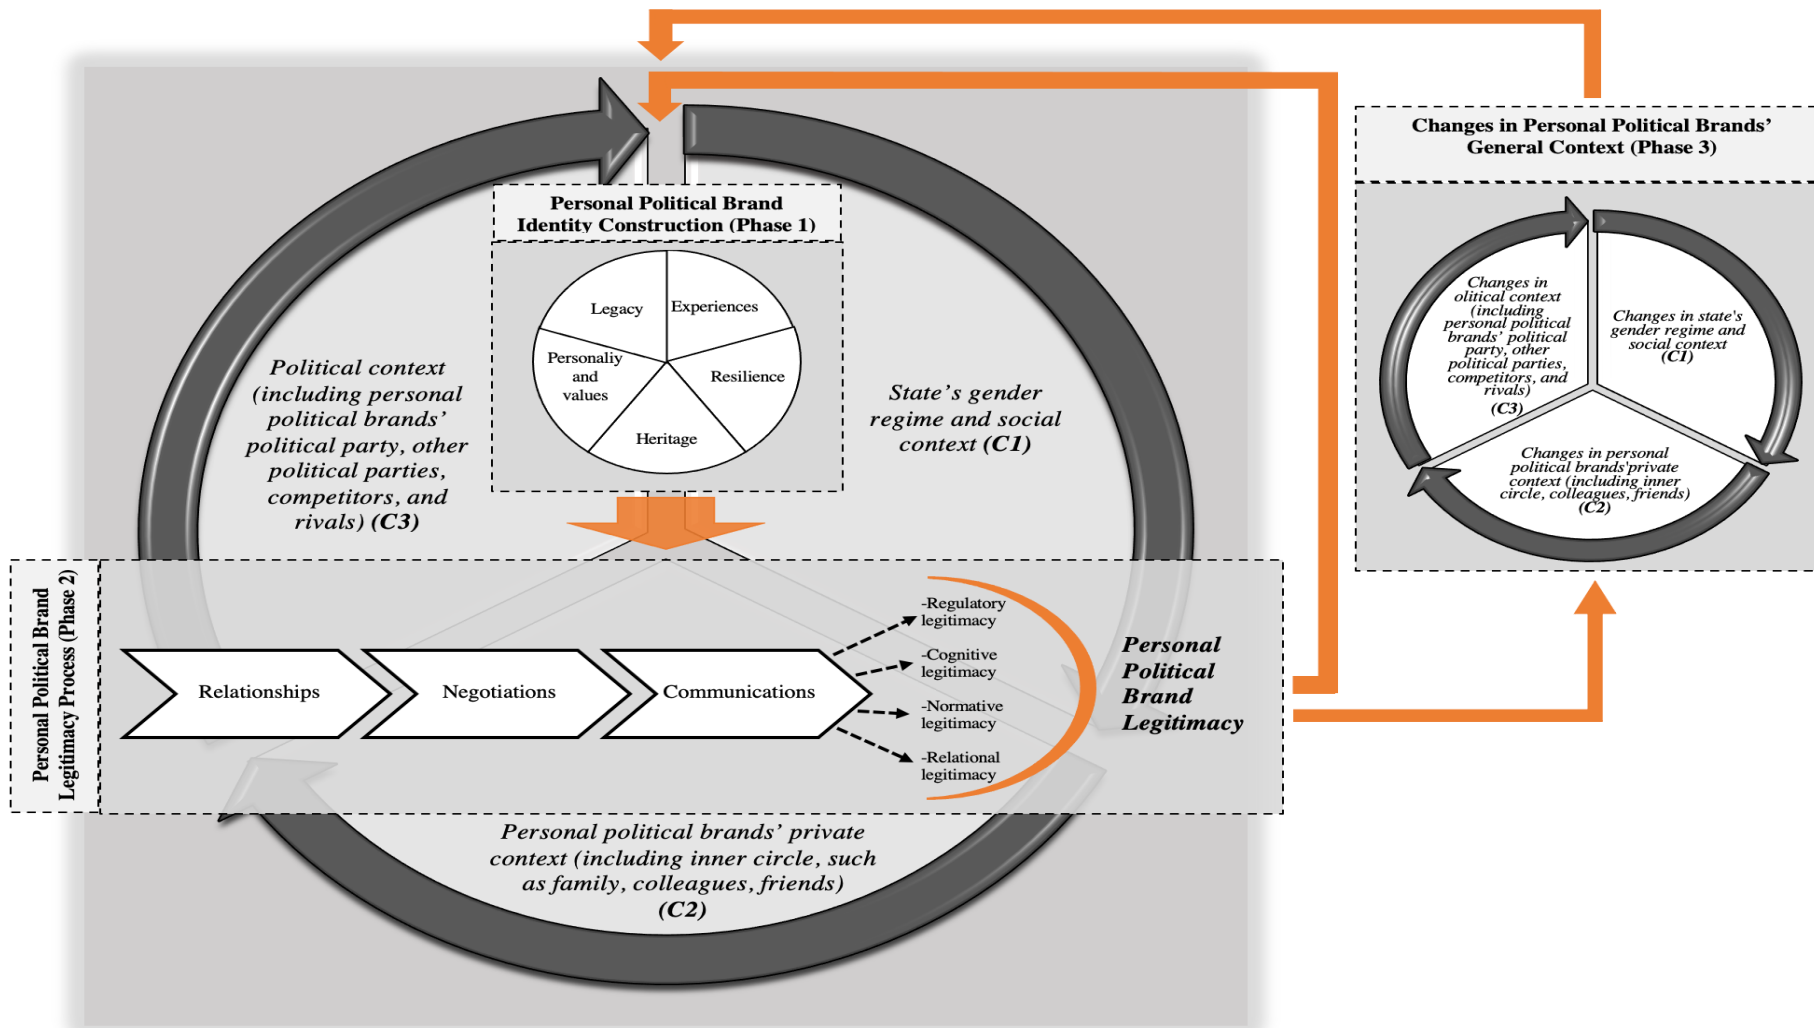 Changes in Personal Political Brands’
General Context (Phase 3)
Personal Political Brand
Identity Construction (Phase 1)
Legacy
Experiences
Personaliy
and
values
Resilience
Heritage
Political context
(including personal
political brands’
political party, other
political parties,
competitors, and
rivals) (C3)
State’s gender
regime and social
context (C1)
Changes in
olitical context
(including
personal political
brands’ political
party, other
political parties,
competitors, and
rivals)
(C3)
Changes in state's
gender regime and
social context
(C1)
Changes in personal
political brands'private
context (including inner
circle, colleagues, friends)
(C2)
Personal Political Brand
Legitimacy Process (Phase 2)
Relationships
Negotiations
Communications
-Regulatory
legitimacy
-Cognitive
legitimacy
-Normative
legitimacy
-Relational
legitimacy
Personal
Political
Brand
Legitimacy
Personal political brands’ private
context (including inner circle, such
as family, colleagues, friends)
(C2)